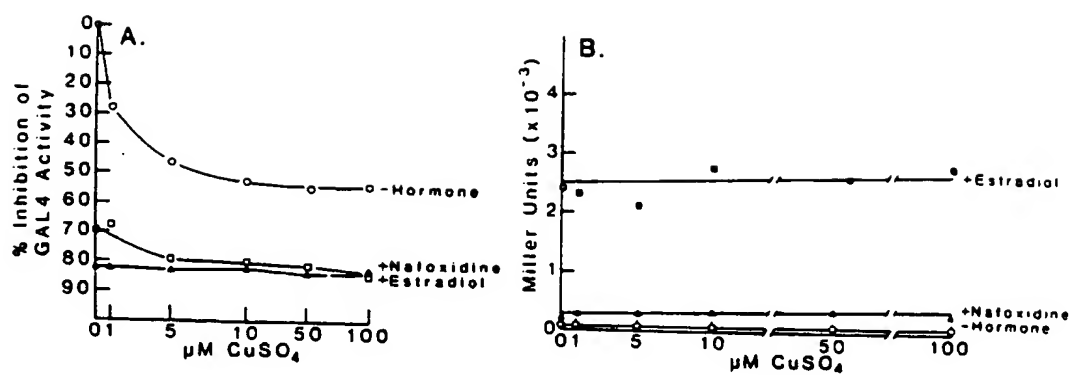 A.
% Inhibition of
GAL4 Activity
0
10
20
30
40
50
60
70
80
90
-Hormone
+Nafoxidine
+Estradiol
0 1 5 10 50 100
µM CuSO₄
B.
Miller Units (x10⁻³)
4
3
2
1
0
+Estradiol
+Nafoxidine
-Hormone
0 1 5 10 50 100
µM CuSO₄